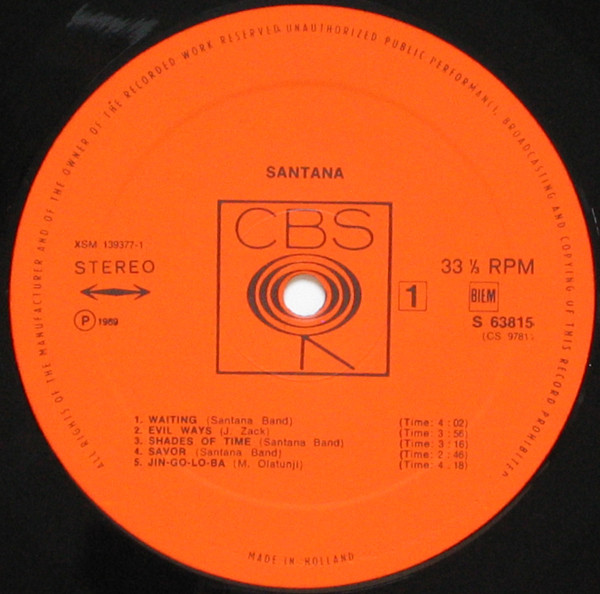 ALL RIGHTS OF THE MANUFACTURER AND OF THE OWNER OF THE RECORDED WORK RESERVED. UNAUTHORIZED PUBLIC PERFORMANCE, BROADCASTING AND COPYING OF THIS RECORD PROHIBITED
SANTANA
CBS
XSM 139377-1
STEREO
℗ 1969
1
33 ⅓ RPM
BIEM
S 63815
(CS 9781)
1. WAITING (Santana Band) (Time: 4:02)
2. EVIL WAYS (J. Zack) (Time: 3:56)
3. SHADES OF TIME (Santana Band) (Time: 3:16)
4. SAVOR (Santana Band) (Time: 2:46)
5. JIN-GO-LO-BA (M. Olatunji) (Time: 4.18)
MADE IN HOLLAND